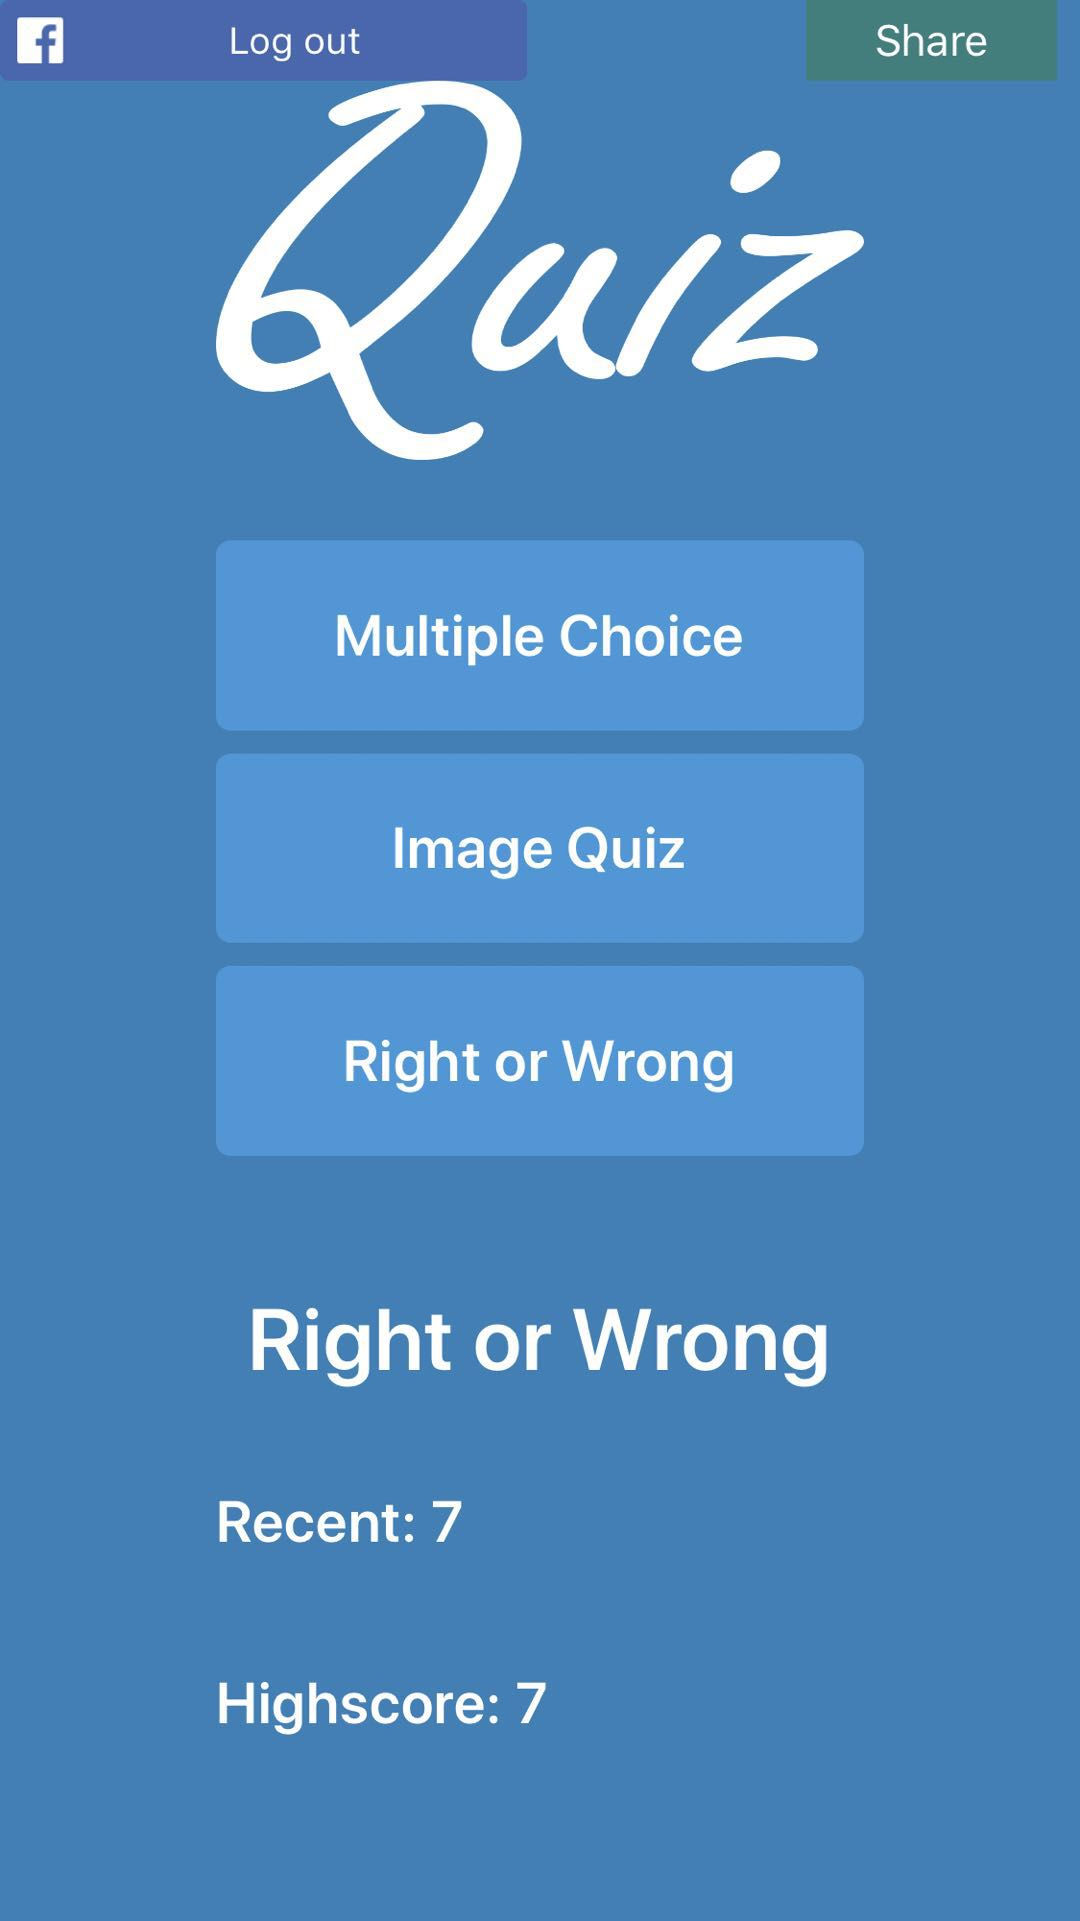 Log out
Share
Quiz
Multiple Choice
Image Quiz
Right or Wrong
Right or Wrong
Recent: 7
Highscore: 7